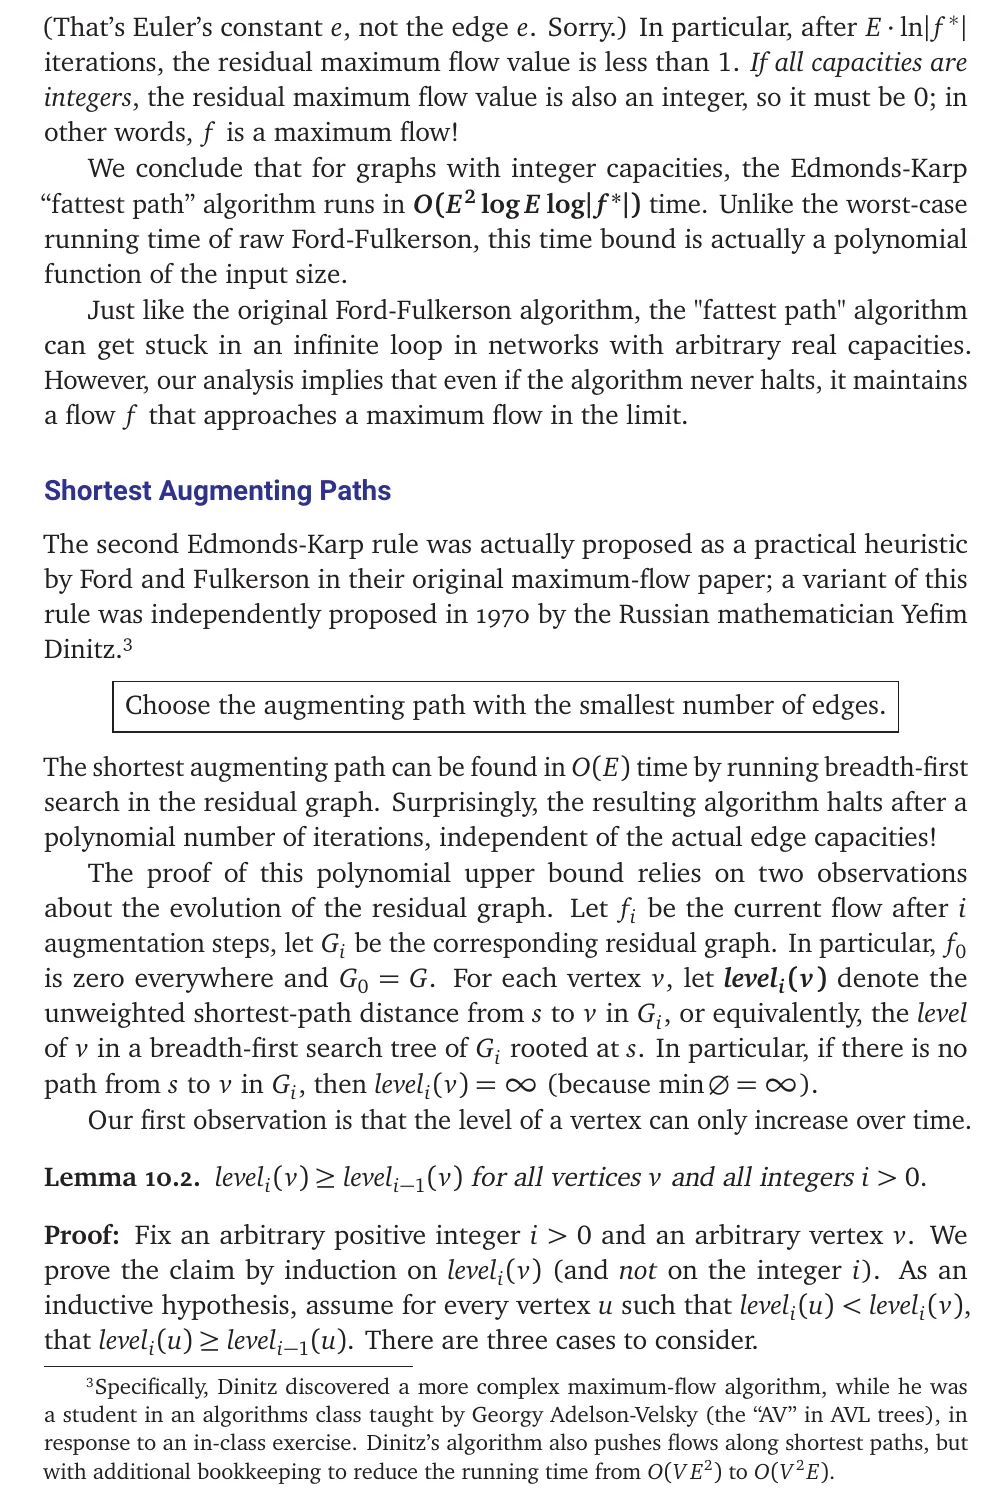 (That’s Euler’s constant e, not the edge e. Sorry.) In particular, after E · ln|f*|
iterations, the residual maximum flow value is less than 1. If all capacities are
integers, the residual maximum flow value is also an integer, so it must be 0; in
other words, f is a maximum flow!
We conclude that for graphs with integer capacities, the Edmonds-Karp
“fattest path” algorithm runs in O(E² log E log|f*|) time. Unlike the worst-case
running time of raw Ford-Fulkerson, this time bound is actually a polynomial
function of the input size.
Just like the original Ford-Fulkerson algorithm, the "fattest path" algorithm
can get stuck in an infinite loop in networks with arbitrary real capacities.
However, our analysis implies that even if the algorithm never halts, it maintains
a flow f that approaches a maximum flow in the limit.
Shortest Augmenting Paths
The second Edmonds-Karp rule was actually proposed as a practical heuristic
by Ford and Fulkerson in their original maximum-flow paper; a variant of this
rule was independently proposed in 1970 by the Russian mathematician Yefim
Dinitz.³
Choose the augmenting path with the smallest number of edges.
The shortest augmenting path can be found in O(E) time by running breadth-first
search in the residual graph. Surprisingly, the resulting algorithm halts after a
polynomial number of iterations, independent of the actual edge capacities!
The proof of this polynomial upper bound relies on two observations
about the evolution of the residual graph. Let fᵢ be the current flow after i
augmentation steps, let Gᵢ be the corresponding residual graph. In particular, f₀
is zero everywhere and G₀ = G. For each vertex v, let levelᵢ(v) denote the
unweighted shortest-path distance from s to v in Gᵢ, or equivalently, the level
of v in a breadth-first search tree of Gᵢ rooted at s. In particular, if there is no
path from s to v in Gᵢ, then levelᵢ(v) = ∞ (because min ∅ = ∞).
Our first observation is that the level of a vertex can only increase over time.
Lemma 10.2. levelᵢ(v) ≥ levelᵢ₋₁(v) for all vertices v and all integers i > 0.
Proof: Fix an arbitrary positive integer i > 0 and an arbitrary vertex v. We
prove the claim by induction on levelᵢ(v) (and not on the integer i). As an
inductive hypothesis, assume for every vertex u such that levelᵢ(u) < levelᵢ(v),
that levelᵢ(u) ≥ levelᵢ₋₁(u). There are three cases to consider.
³Specifically, Dinitz discovered a more complex maximum-flow algorithm, while he was
a student in an algorithms class taught by Georgy Adelson-Velsky (the “AV” in AVL trees), in
response to an in-class exercise. Dinitz’s algorithm also pushes flows along shortest paths, but
with additional bookkeeping to reduce the running time from O(VE²) to O(V²E).